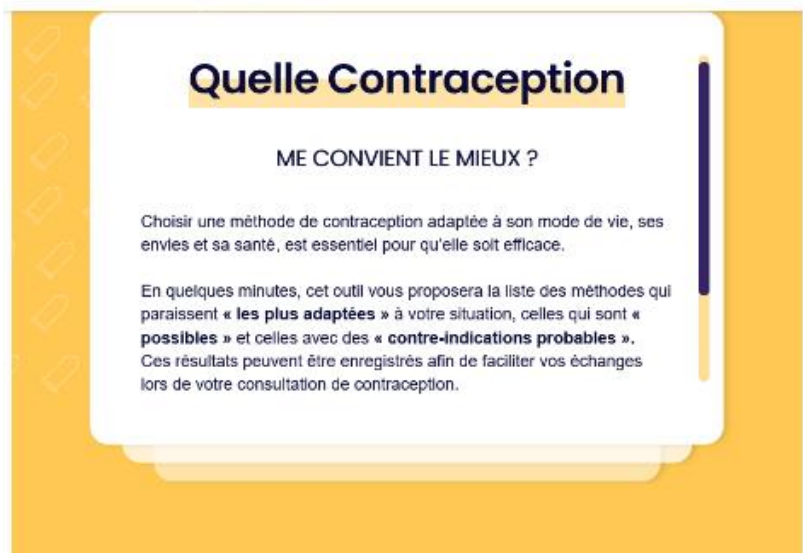 Quelle Contraception
ME CONVIENT LE MIEUX ?
Choisir une méthode de contraception adaptée à son mode de vie, ses
envies et sa santé, est essentiel pour qu'elle soit efficace.
En quelques minutes, cet outil vous proposera la liste des méthodes qui
paraissent « les plus adaptées » à votre situation, celles qui sont «
possibles » et celles avec des « contre-indications probables ».
Ces résultats peuvent être enregistrés afin de faciliter vos échanges
lors de votre consultation de contraception.